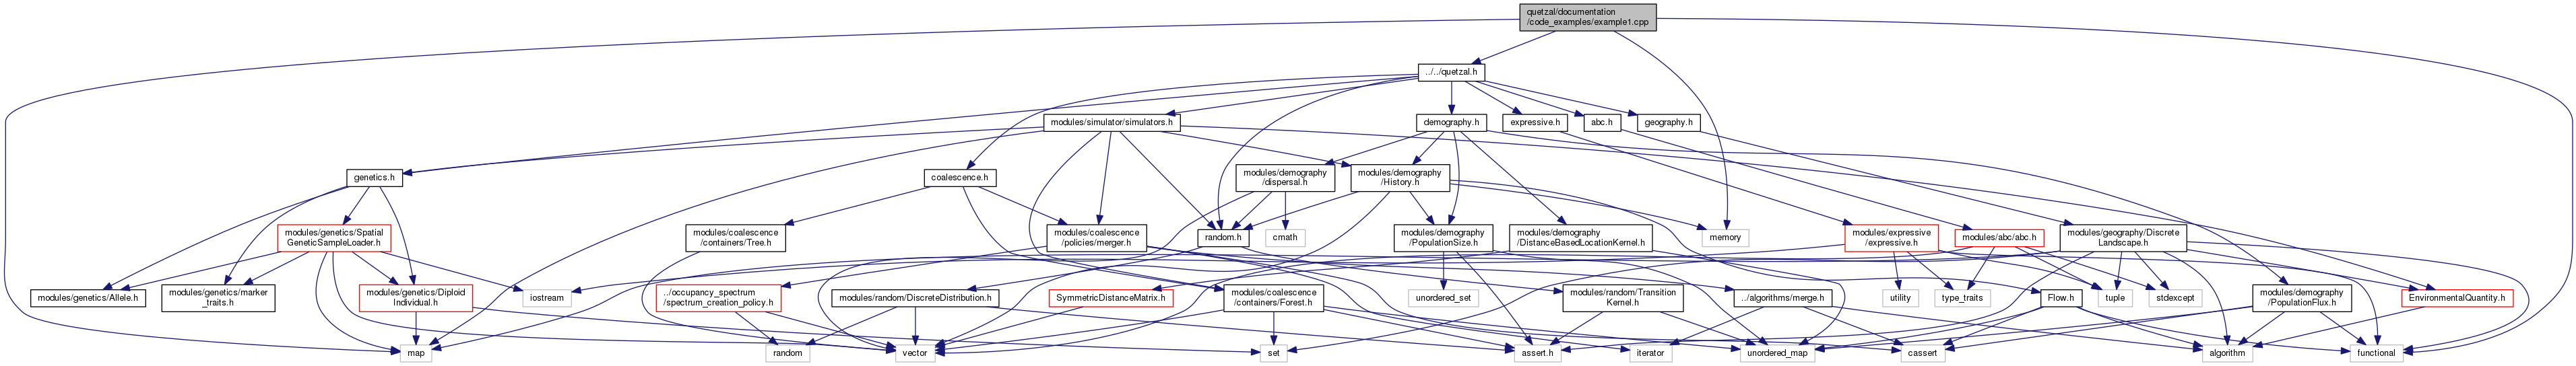 quetzal/documentation
/code_examples/example1.cpp
../../quetzal.h
modules/simulator/simulators.h
demography.h
expressive.h
abc.h
geography.h
genetics.h
coalescence.h
modules/demography
/dispersal.h
modules/demography
/History.h
modules/genetics/Spatial
GeneticSampleLoader.h
modules/coalescence
/containers/Tree.h
modules/coalescence
/policies/merger.h
random.h
cmath
modules/demography
/PopulationSize.h
modules/demography
/DistanceBasedLocationKernel.h
memory
modules/expressive
/expressive.h
modules/abc/abc.h
modules/geography/Discrete
Landscape.h
modules/genetics/Allele.h
modules/genetics/marker
_traits.h
modules/genetics/Diploid
Individual.h
iostream
../occupancy_spectrum
/spectrum_creation_policy.h
modules/random/DiscreteDistribution.h
SymmetricDistanceMatrix.h
modules/coalescence
/containers/Forest.h
unordered_set
modules/random/Transition
Kernel.h
../algorithms/merge.h
utility
type_traits
Flow.h
tuple
stdexcept
modules/demography
/PopulationFlux.h
EnvironmentalQuantity.h
map
random
vector
set
assert.h
iterator
unordered_map
cassert
algorithm
functional